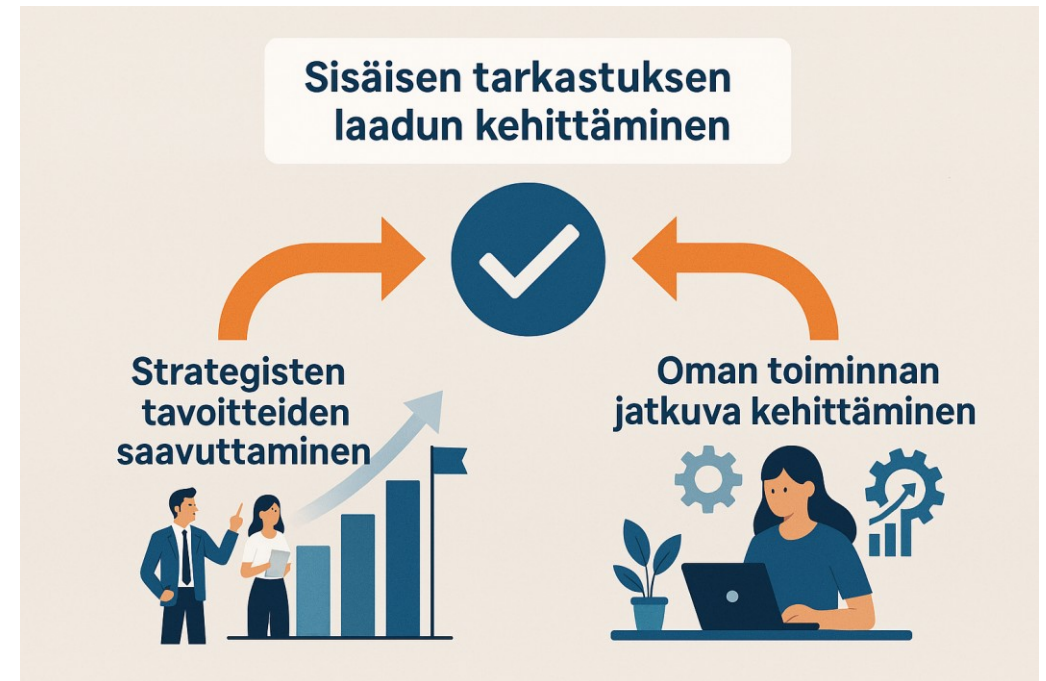 Sisäisen tarkastuksen
laadun kehittäminen
Strategisten
tavoitteiden
saavuttaminen
Oman toiminnan
jatkuva kehittäminen